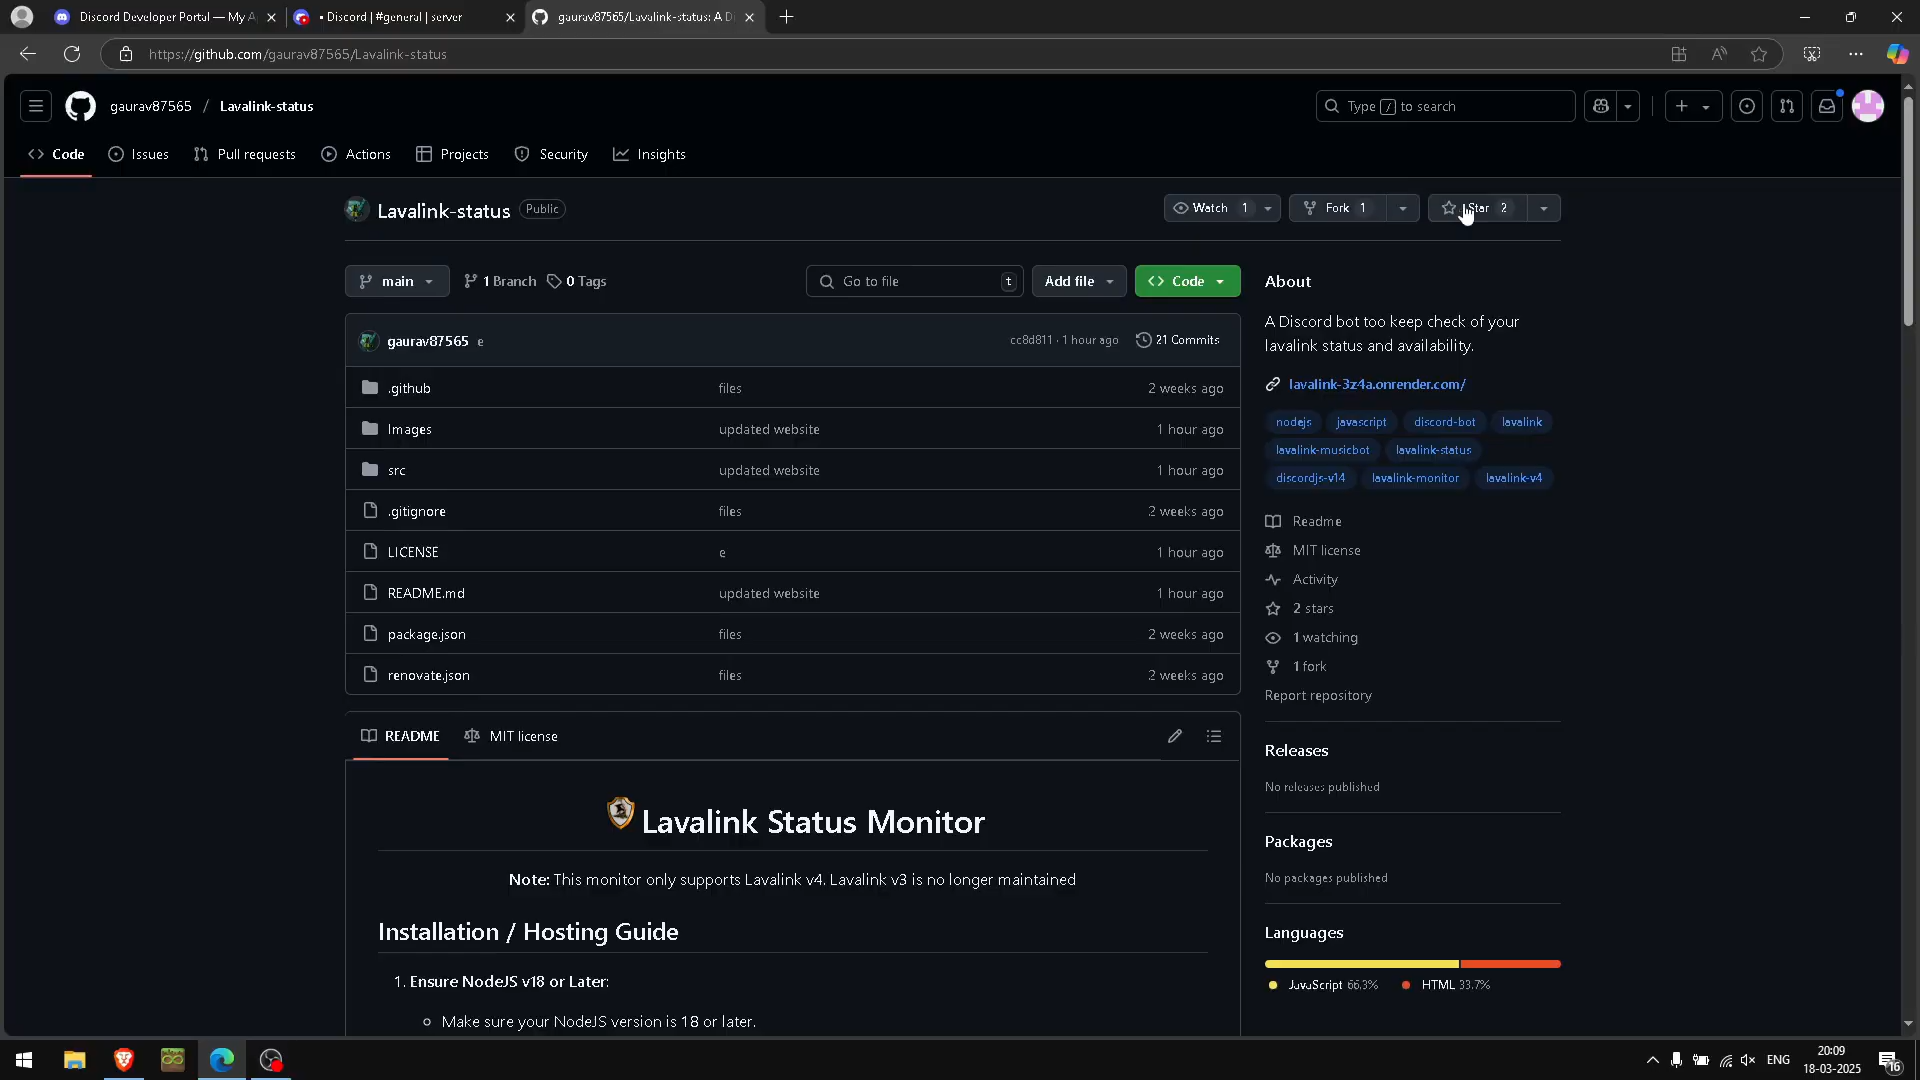 Discord Developer Portal — My A
• Discord | #general | server
gaurav87565/Lavalink-status: A Di
https://github.com/gaurav87565/Lavalink-status
gaurav87565 / Lavalink-status
Type / to search
Code
Issues
Pull requests
Actions
Projects
Security
Insights
Lavalink-status Public
Watch 1
Fork 1
Star 2
main
1 Branch
0 Tags
Go to file t
Add file
Code
gaurav87565 e
cc8d811 · 1 hour ago
21 Commits
.github files 2 weeks ago
Images updated website 1 hour ago
src updated website 1 hour ago
.gitignore files 2 weeks ago
LICENSE e 1 hour ago
README.md updated website 1 hour ago
package.json files 2 weeks ago
renovate.json files 2 weeks ago
README
MIT license
Lavalink Status Monitor
Note: This monitor only supports Lavalink v4. Lavalink v3 is no longer maintained
Installation / Hosting Guide
1. Ensure NodeJS v18 or Later:
Make sure your NodeJS version is 18 or later.
About
A Discord bot too keep check of your
lavalink status and availability.
lavalink-3z4a.onrender.com/
nodejs javascript discord-bot lavalink
lavalink-musicbot lavalink-status
discordjs-v14 lavalink-monitor lavalink-v4
Readme
MIT license
Activity
2 stars
1 watching
1 fork
Report repository
Releases
No releases published
Packages
No packages published
Languages
JavaScript 66.3% HTML 33.7%
ENG
20:09
18-03-2025
16